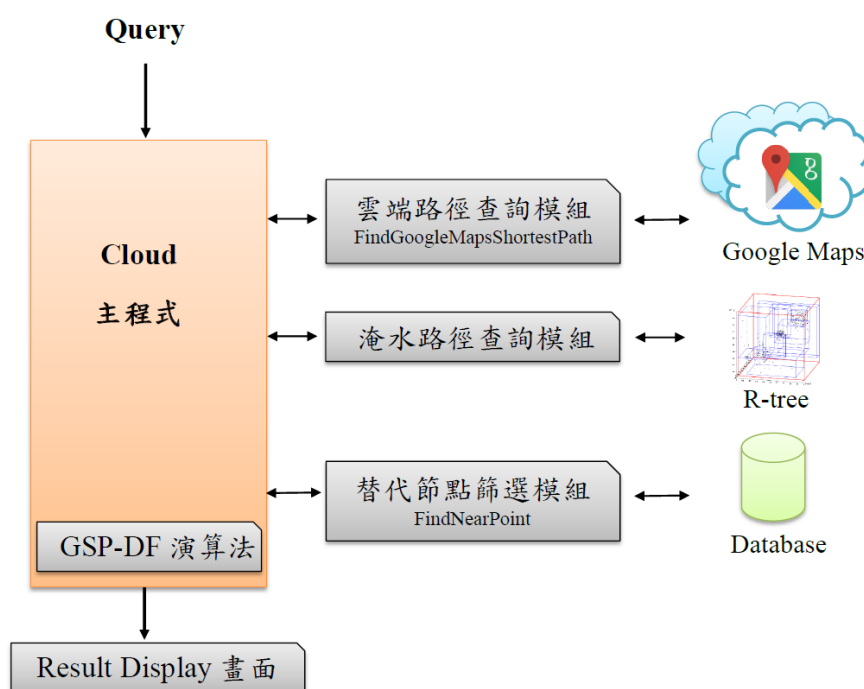 Query
Cloud
主程式
GSP-DF 演算法
Result Display 畫面
雲端路徑查詢模組
FindGoogleMapsShortestPath
淹水路徑查詢模組
替代節點篩選模組
FindNearPoint
g
Google Maps
R-tree
Database